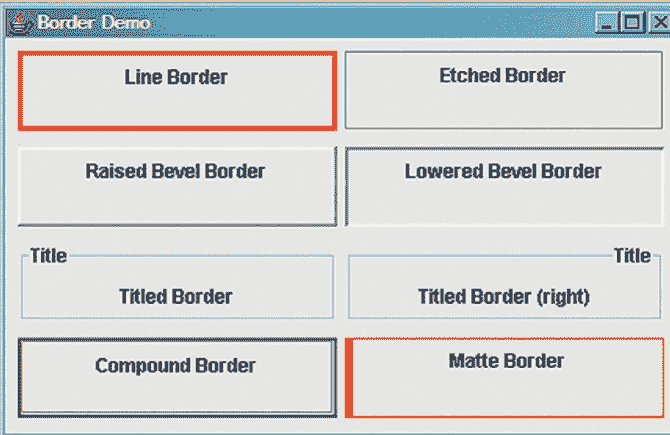 Border Demo
Line Border
Etched Border
Raised Bevel Border
Lowered Bevel Border
Title
Title
Titled Border
Titled Border (right)
Compound Border
Matte Border